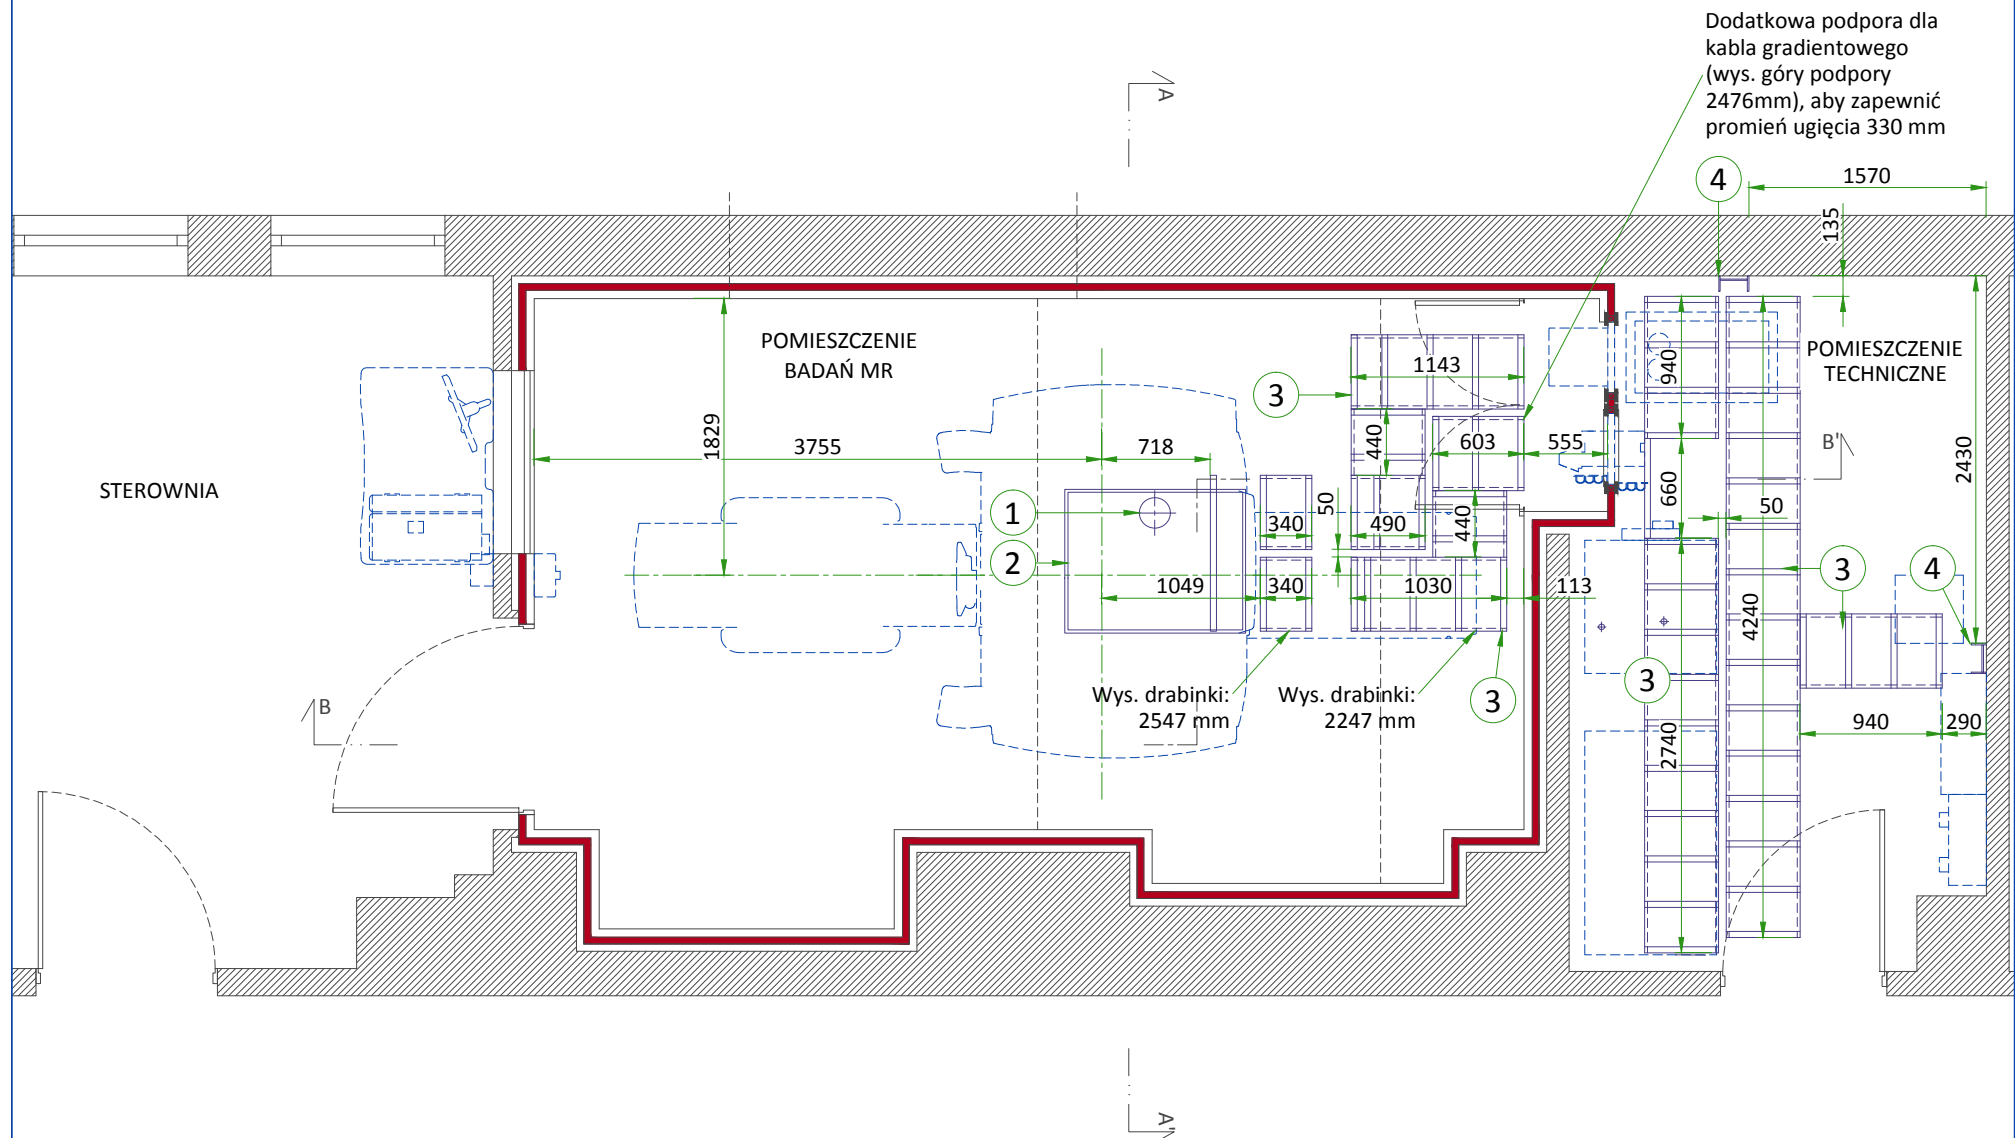 Dodatkowa podpora dla
kabla gradientowego
(wys. góry podpory
2476mm), aby zapewnić
promień ugięcia 330 mm
A
4
1570
135
POMIESZCZENIE
BADAŃ MR
POMIESZCZENIE
TECHNICZNE
1143
940
3
1829
3755
718
440
603
555
B'
2430
STEROWNIA
660
50
1
340
50
490
440
50
2
1049
340
1030
113
3
4
4240
3
B
Wys. drabinki:
2547 mm
Wys. drabinki:
2247 mm
3
2740
940
290
A'